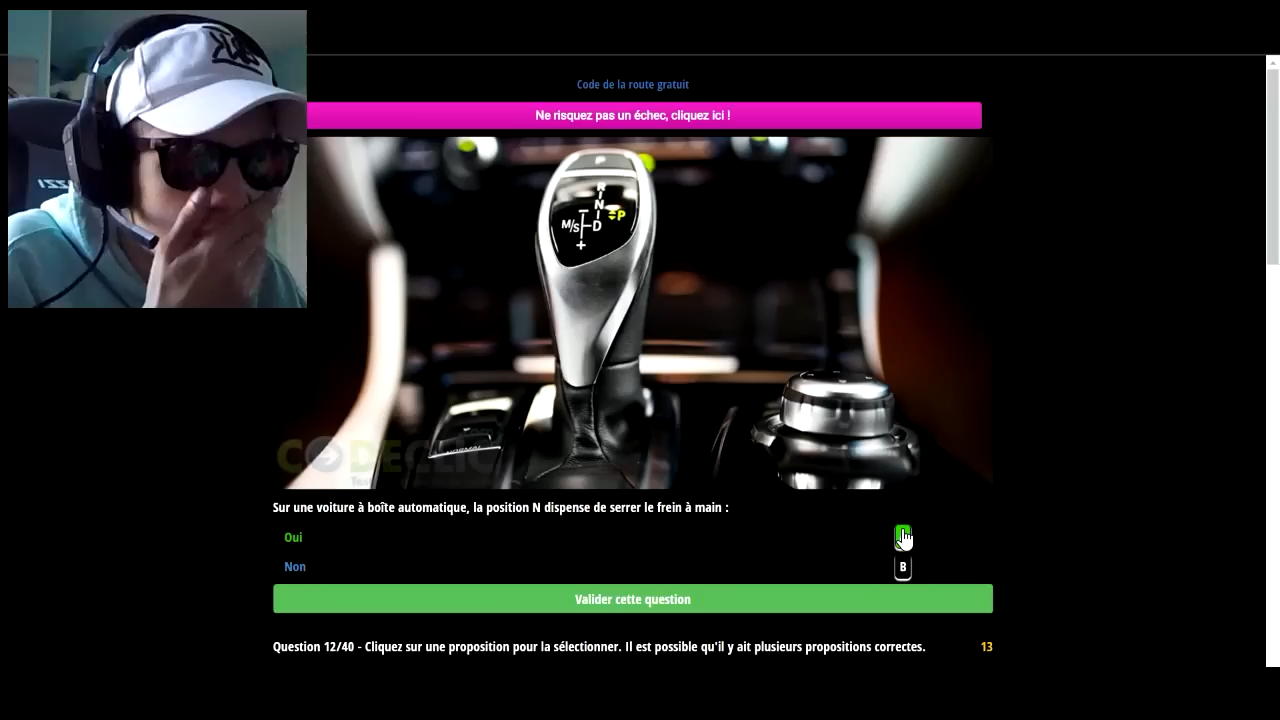 Code de la route gratuit
Ne risquez pas un échec, cliquez ici !
P
R
N
P
M/S
D
+
NORMAL
CODECLIC
Sur une voiture à boîte automatique, la position N dispense de serrer le frein à main :
Oui
Non
B
Valider cette question
Question 12/40 - Cliquez sur une proposition pour la sélectionner. Il est possible qu'il y ait plusieurs propositions correctes.
13